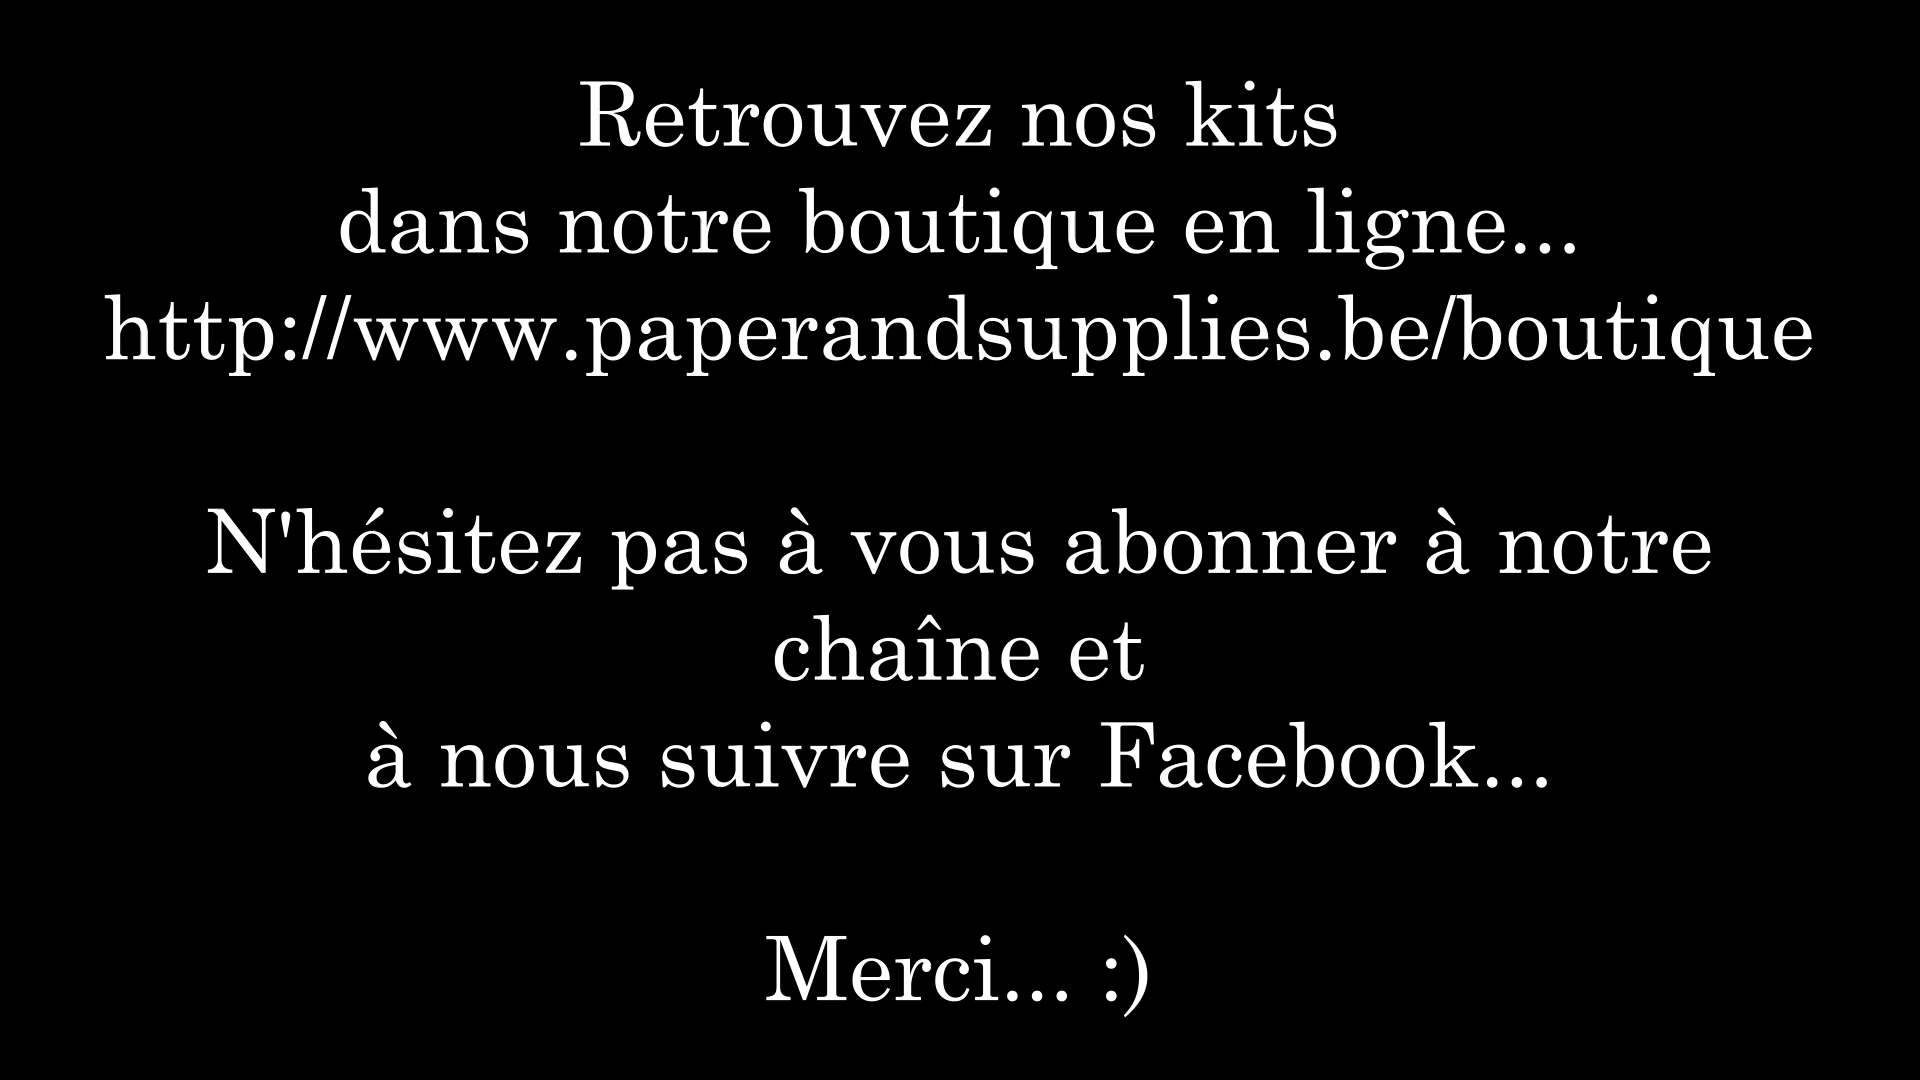 Retrouvez nos kits
dans notre boutique en ligne...
http://www.paperandsupplies.be/boutique
N'hésitez pas à vous abonner à notre
chaîne et
à nous suivre sur Facebook...
Merci... :)